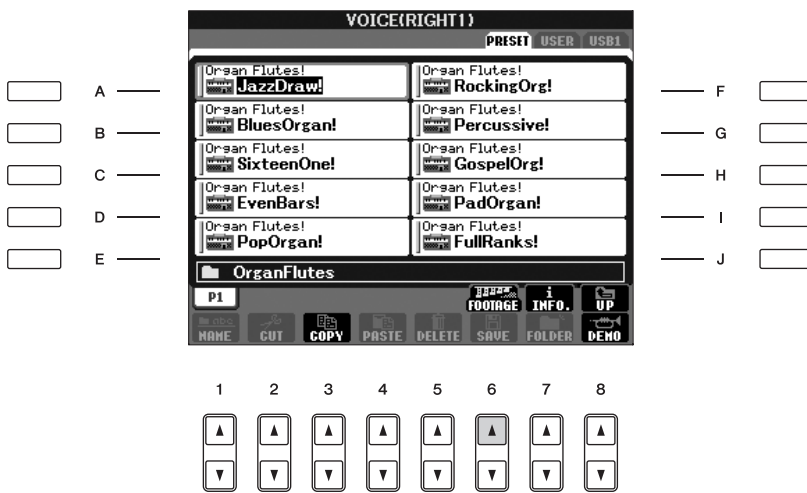 VOICE(RIGHT1)
PRESET USER USB1
A
Organ Flutes!
JazzDraw!
Organ Flutes!
RockingOrg!
F
B
Organ Flutes!
BluesOrgan!
Organ Flutes!
Percussive!
G
C
Organ Flutes!
SixteenOne!
Organ Flutes!
GospelOrg!
H
D
Organ Flutes!
EvenBars!
Organ Flutes!
PadOrgan!
I
E
Organ Flutes!
PopOrgan!
Organ Flutes!
FullRanks!
J
OrganFlutes
P1
FOOTAGE
i
INFO.
UP
abc
NAME CUT COPY PASTE DELETE SAVE FOLDER DEMO
1 2 3 4 5 6 7 8